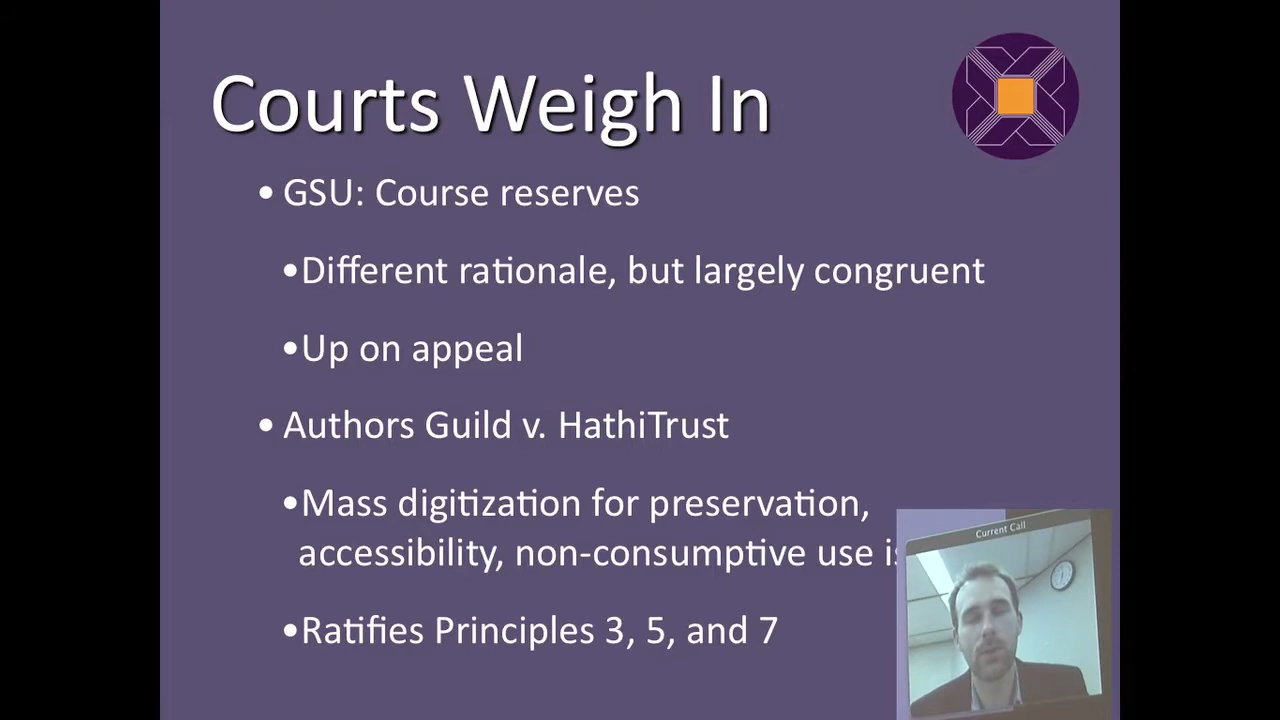 Courts Weigh In
• GSU: Course reserves
•Different rationale, but largely congruent
•Up on appeal
• Authors Guild v. HathiTrust
•Mass digitization for preservation,
accessibility, non-consumptive use
•Ratifies Principles 3, 5, and 7
Current Call